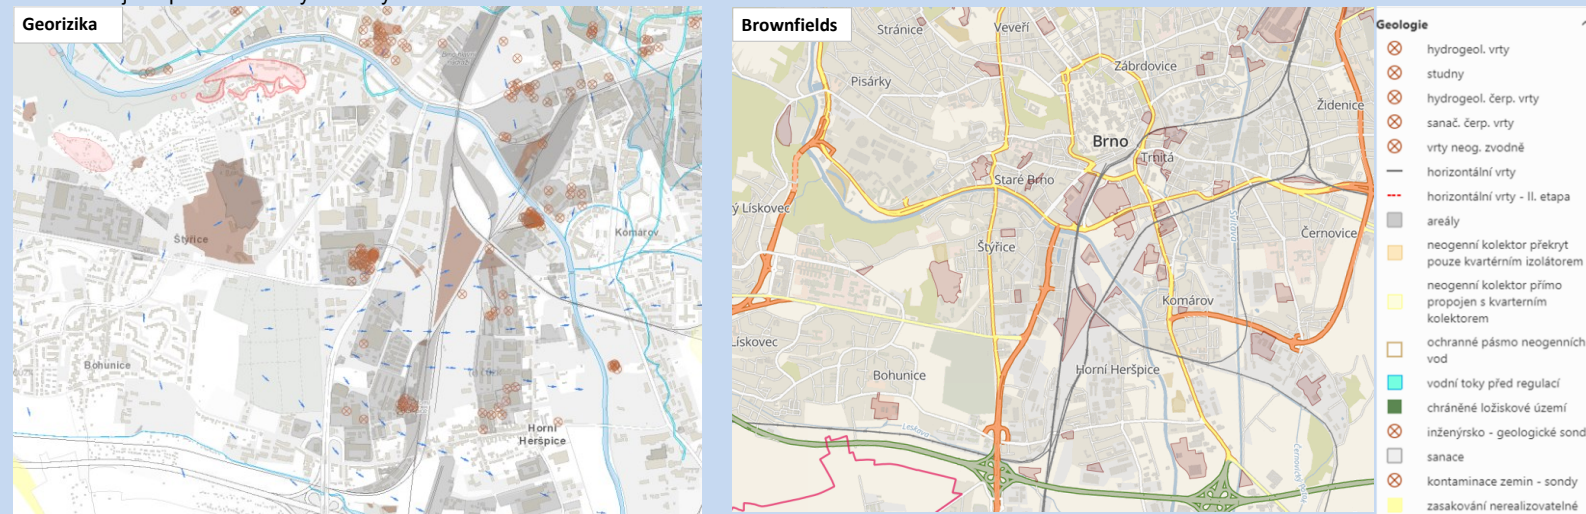 Georizika
Štýřice
Komárov
Bohunice
Horní
Heršpice
Brownfields
Stránice
Veveří
Pisárky
Zábrdovice
Židenice
Brno
Trnitá
Staré Brno
ý Lískovec
Černovice
Štýřice
Komárov
Lískovec
Bohunice
Horní Heršpice
Leskava
Geologie
hydrogeol. vrty
studny
hydrogeol. čerp. vrty
sanač. čerp. vrty
vrty neog. zvodně
horizontální vrty
horizontální vrty - II. etapa
areály
neogenní kolektor překryt
pouze kvartérním izolátorem
neogenní kolektor přímo
propojen s kvarterním
kolektorem
ochranné pásmo neogenních
vod
vodní toky před regulací
chráněné ložiskové území
inženýrsko - geologické sond
sanace
kontaminace zemin - sondy
zasakování nerealizovatelné